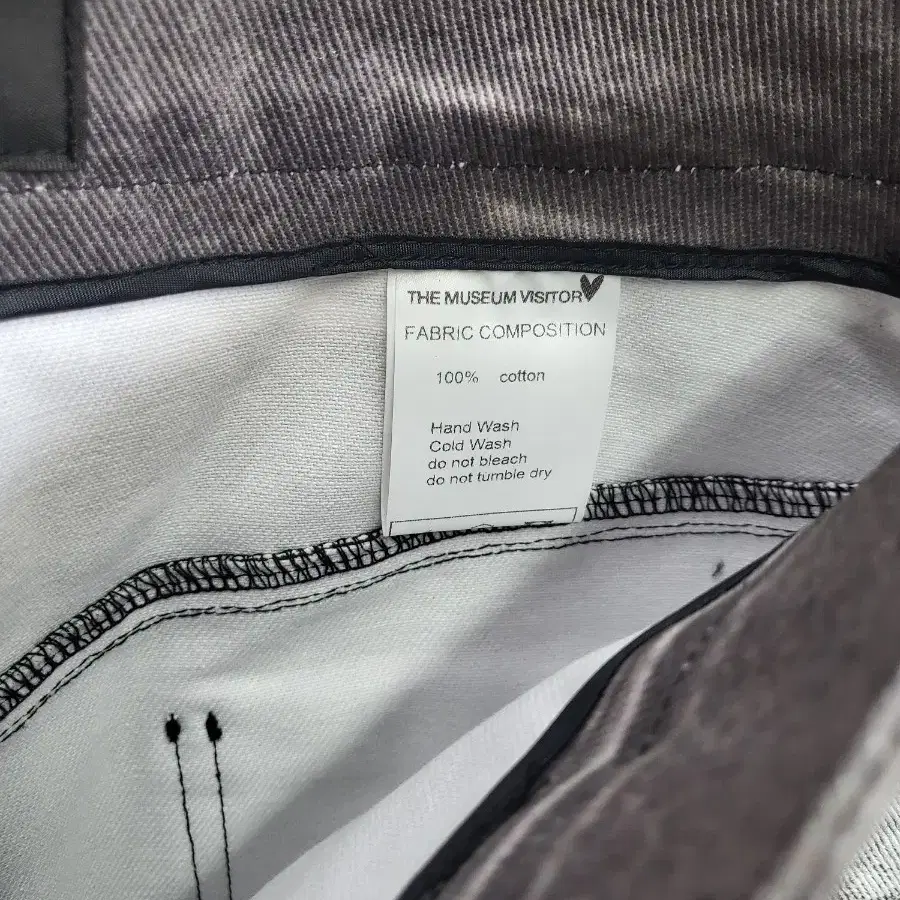 THE MUSEUM VISITOR
FABRIC COMPOSITION
100% cotton
Hand Wash
Cold Wash
do not bleach
do not tumble dry